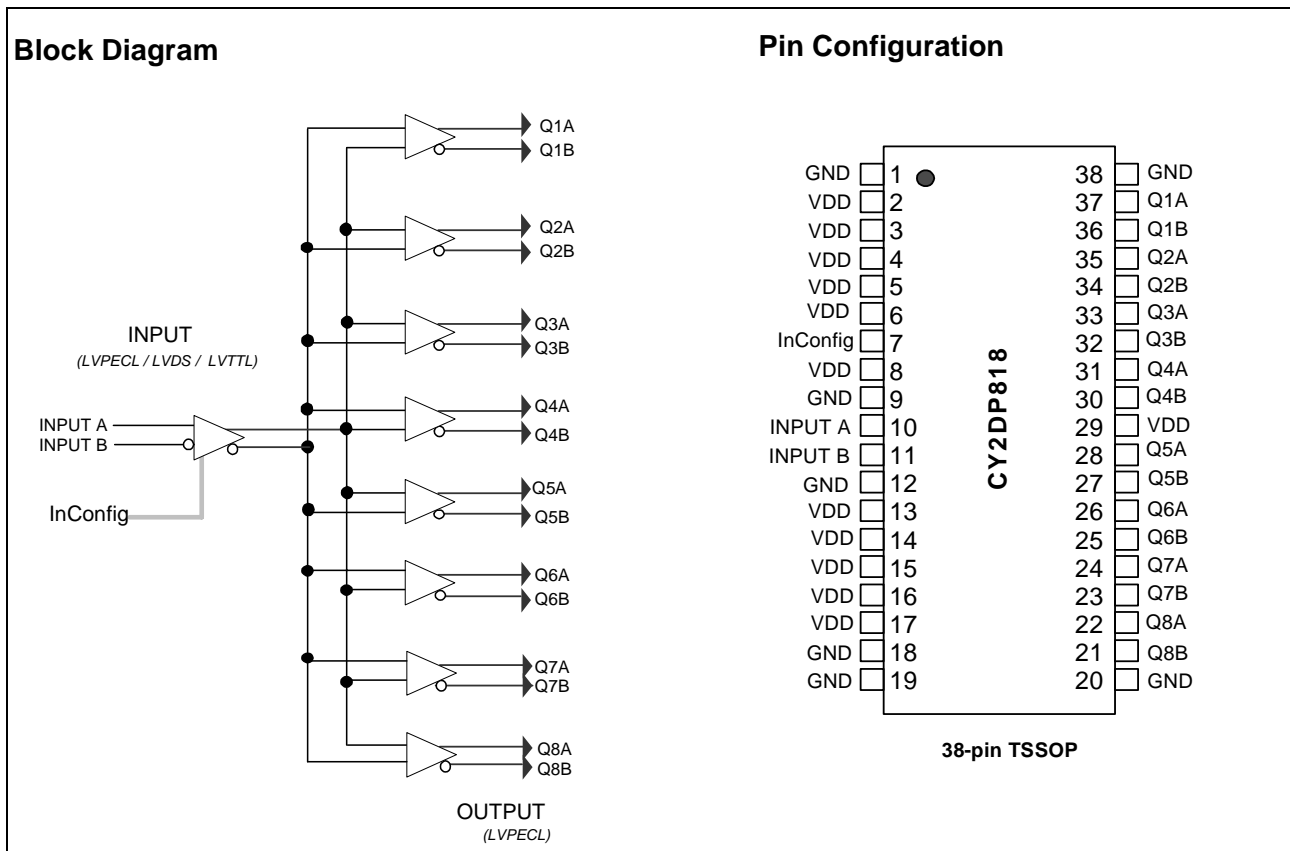 Block Diagram
Q1A
Q1B
Q2A
Q2B
Q3A
Q3B
INPUT
(LVPECL / LVDS / LVTTL)
Q4A
Q4B
INPUT A
INPUT B
Q5A
Q5B
InConfig
Q6A
Q6B
Q7A
Q7B
Q8A
Q8B
OUTPUT
(LVPECL)
Pin Configuration
GND 1 38 GND
VDD 2 37 Q1A
VDD 3 36 Q1B
VDD 4 35 Q2A
VDD 5 34 Q2B
VDD 6 33 Q3A
InConfig 7 32 Q3B
VDD 8 31 Q4A
GND 9 30 Q4B
INPUT A 10 29 VDD
INPUT B 11 28 Q5A
GND 12 27 Q5B
VDD 13 26 Q6A
VDD 14 25 Q6B
VDD 15 24 Q7A
VDD 16 23 Q7B
VDD 17 22 Q8A
GND 18 21 Q8B
GND 19 20 GND
CY2DP818
38-pin TSSOP